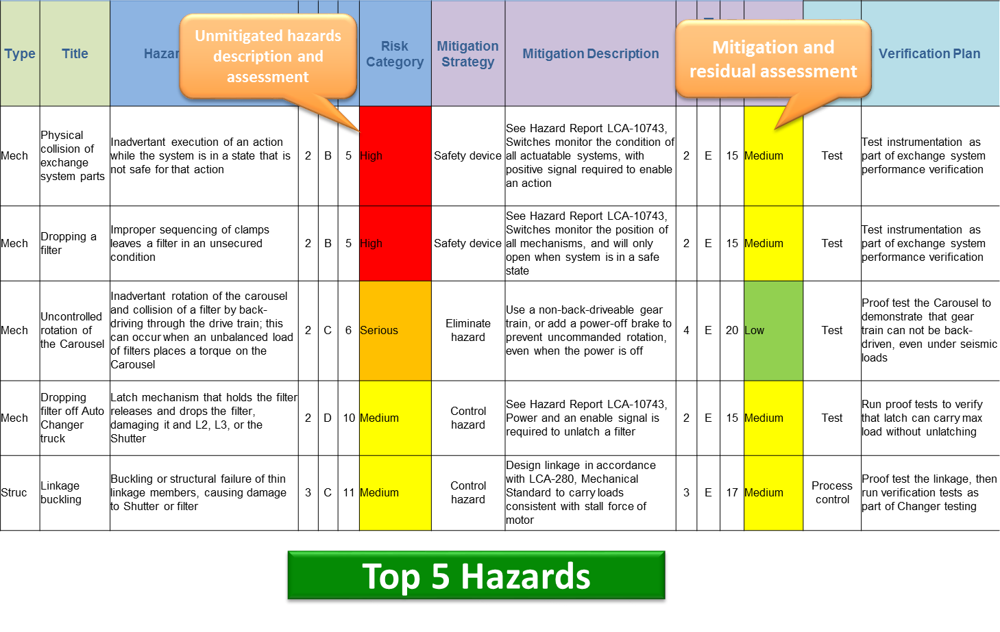 Type
Title
Hazar
Unmitigated hazards
description and
assessment
Risk
Category
Mitigation
Strategy
Mitigation Description
Mitigation and
residual assessment
Verification Plan
Mech
Physical
collision of
exchange
system parts
Inadvertant execution of an action
while the system is in a state that is
not safe for that action
2
B
5
High
Safety device
See Hazard Report LCA-10743,
Switches monitor the condition of
all actuatable systems, with
positive signal required to enable
an action
2
E
15
Medium
Test
Test instrumentation as
part of exchange system
performance verification
Mech
Dropping a
filter
Improper sequencing of clamps
leaves a filter in an unsecured
condition
2
B
5
High
Safety device
See Hazard Report LCA-10743,
Switches monitor the position of
all mechanisms, and will only
open when system is in a safe
state
2
E
15
Medium
Test
Test instrumentation as
part of exchange system
performance verification
Mech
Uncontrolled
rotation of
the Carousel
Inadvertant rotation of the carousel
and collision of a filter by back-
driving through the drive train; this
can occur when an unbalanced load
of filters places a torque on the
Carousel
2
C
6
Serious
Eliminate
hazard
Use a non-back-driveable gear
train, or add a power-off brake to
prevent uncommanded rotation,
even when the power is off
4
E
20
Low
Test
Proof test the Carousel to
demonstrate that gear
train can not be back-
driven, even under seismic
loads
Mech
Dropping
filter off Auto
Changer
truck
Latch mechanism that holds the filter
releases and drops the filter,
damaging it and L2, L3, or the
Shutter
2
D
10
Medium
Control
hazard
See Hazard Report LCA-10743,
Power and an enable signal is
required to unlatch a filter
2
E
15
Medium
Test
Run proof tests to verify
that latch can carry max
load without unlatching
Struc
Linkage
buckling
Buckling or structural failure of thin
linkage members, causing damage
to Shutter or filter
3
C
11
Medium
Control
hazard
Design linkage in accordance
with LCA-280, Mechanical
Standard to carry loads
consistent with stall force of
motor
3
E
17
Medium
Process
control
Proof test the linkage, then
run verification tests as
part of Changer testing
Top 5 Hazards